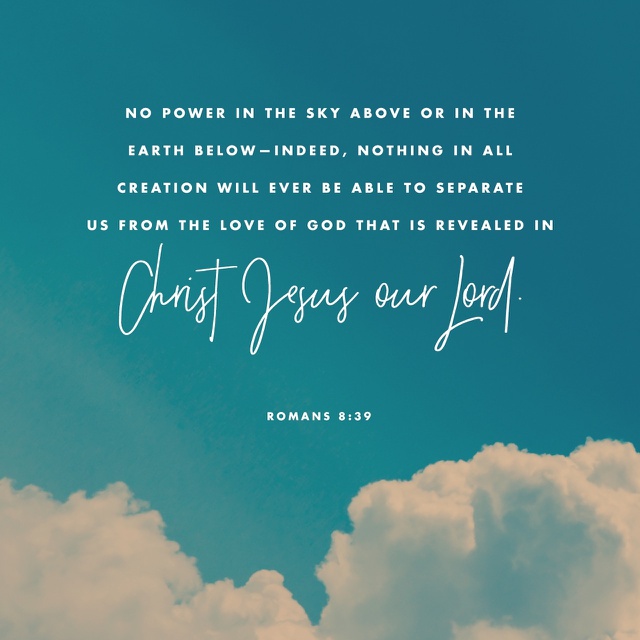 NO POWER IN THE SKY ABOVE OR IN THE
EARTH BELOW—INDEED, NOTHING IN ALL
CREATION WILL EVER BE ABLE TO SEPARATE
US FROM THE LOVE OF GOD THAT IS REVEALED IN
Christ Jesus our Lord.
ROMANS 8:39